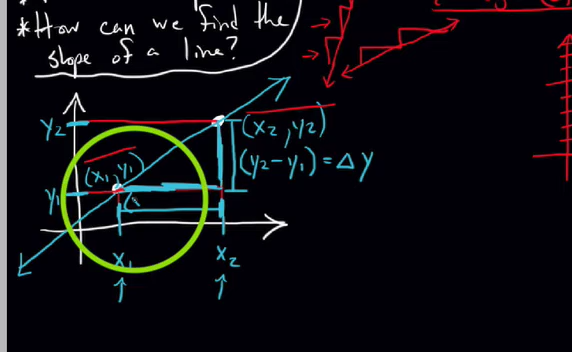 *How can we find the
slope of a line?
y2
(x2, y2)
(x1, y1)
(y2-y1) = Δy
y1
(
x1
x2